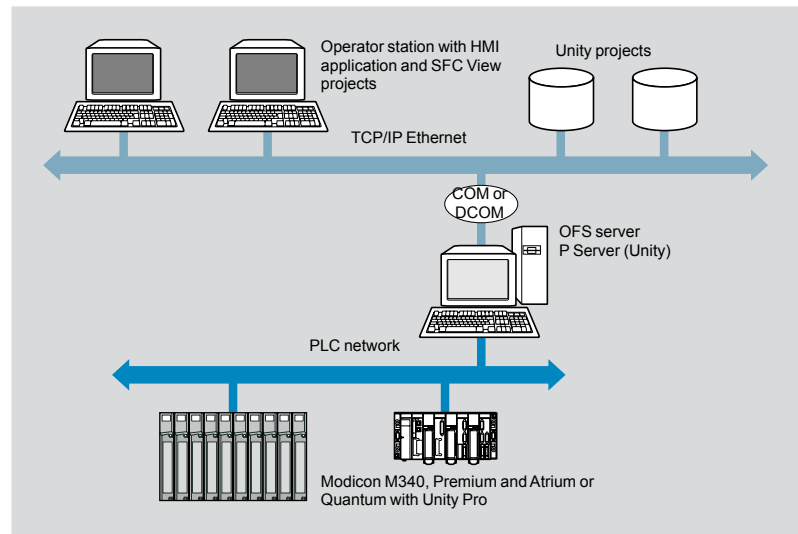 Operator station with HMI
application and SFC View
projects
Unity projects
TCP/IP Ethernet
COM or
DCOM
OFS server
P Server (Unity)
PLC network
Modicon M340, Premium and Atrium or
Quantum with Unity Pro